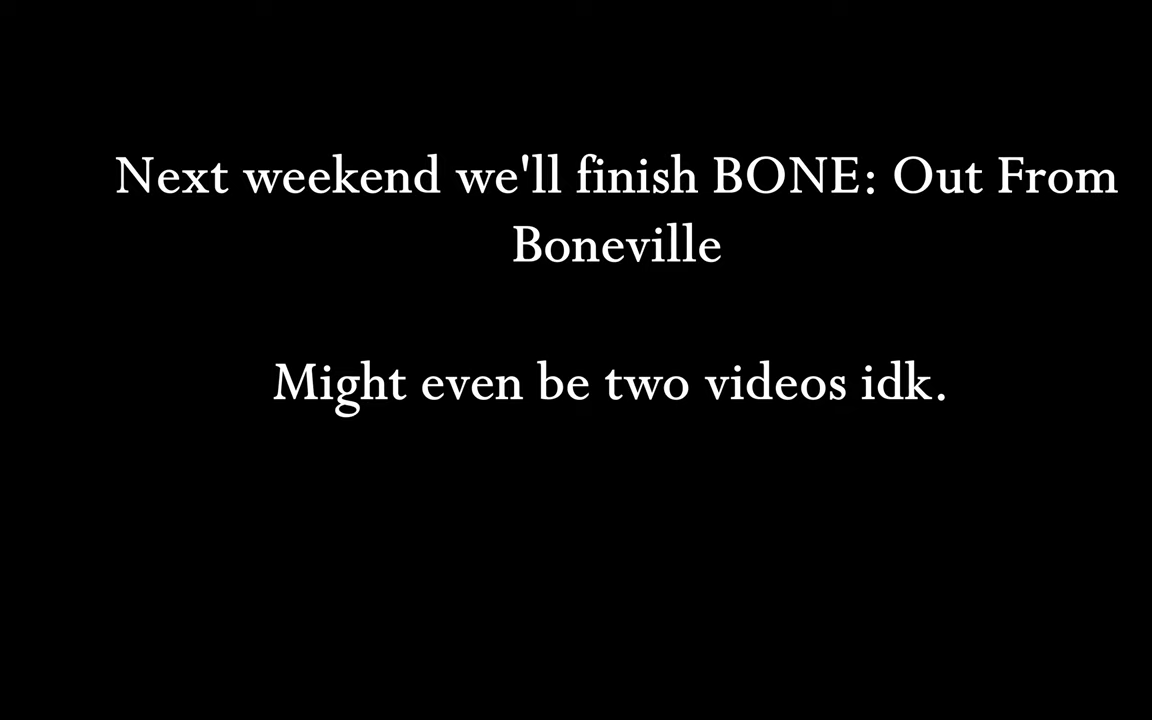 Next weekend we'll finish BONE: Out From
Boneville
Might even be two videos idk.